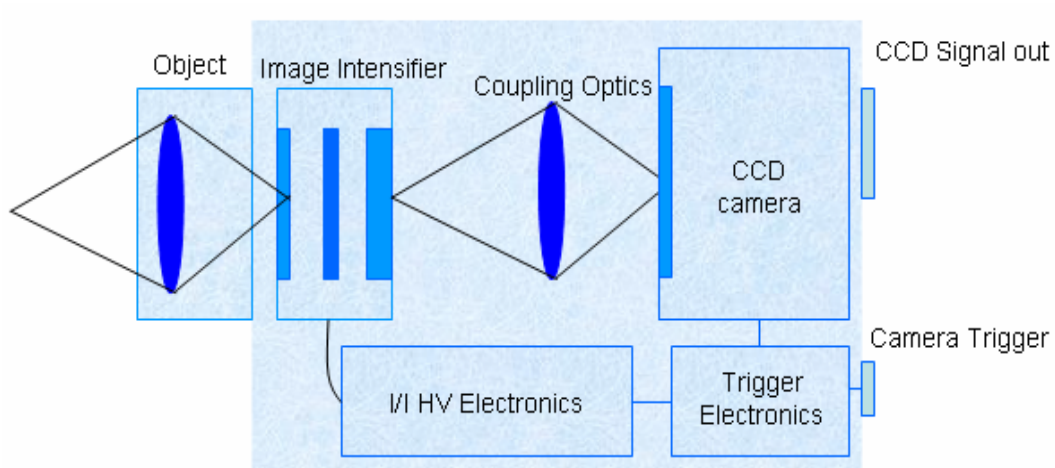 Object
Image Intensifier
Coupling Optics
CCD Signal out
CCD
camera
Camera Trigger
I/I HV Electronics
Trigger
Electronics